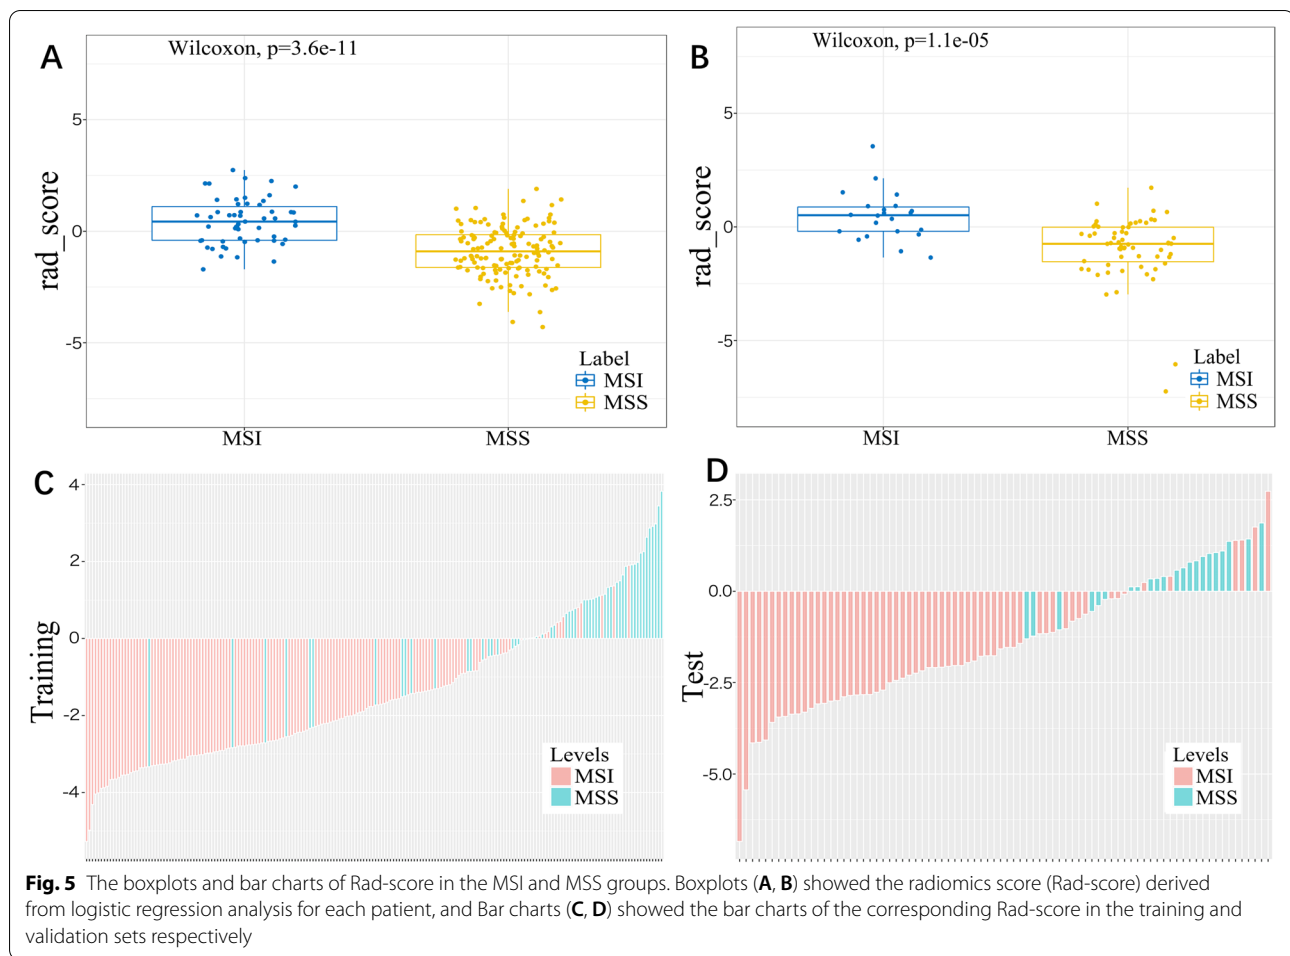 A
Wilcoxon, p=3.6e-11
rad_score
5
0
-5
Label
MSI
MSS
MSI
MSS
B
Wilcoxon, p=1.1e-05
rad_score
5
0
-5
Label
MSI
MSS
MSI
MSS
C
Training
4
2
0
-2
-4
Levels
MSI
MSS
D
Test
2.5
0.0
-2.5
-5.0
Levels
MSI
MSS
Fig. 5 The boxplots and bar charts of Rad-score in the MSI and MSS groups. Boxplots (A, B) showed the radiomics score (Rad-score) derived
from logistic regression analysis for each patient, and Bar charts (C, D) showed the bar charts of the corresponding Rad-score in the training and
validation sets respectively